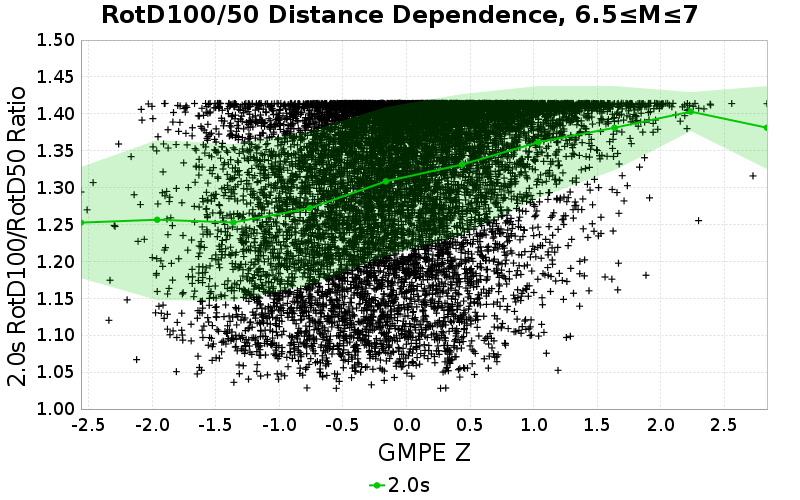 RotD100/50 Distance Dependence, 6.5≤M≤7
2.0s RotD100/RotD50 Ratio
1.50
1.45
1.40
1.35
1.30
1.25
1.20
1.15
1.10
1.05
1.00
-2.5 -2.0 -1.5 -1.0 -0.5 0.0 0.5 1.0 1.5 2.0 2.5
GMPE Z
2.0s